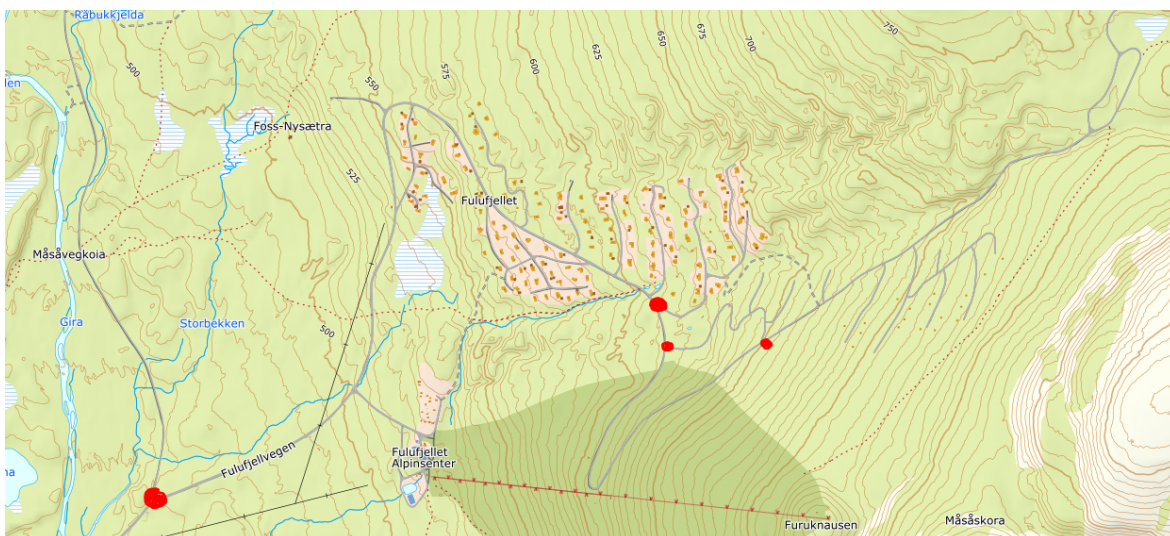 Råbukkjelda
750
700
675
650
625
600
575
550
500
Foss-Nysætra
525
Fulufjellet
Måsåvegkoia
Gira
Storbekken
500
Fulufjellvegen
Fulufjellet
Alpinsenter
Furuknausen
Måsåskora